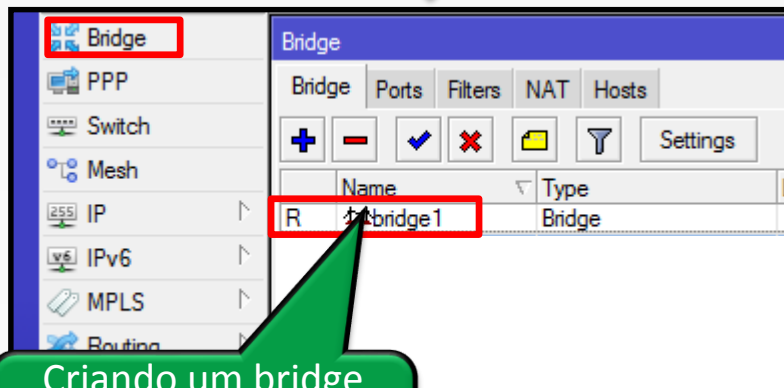 Bridge
PPP
Switch
Mesh
IP
IPv6
MPLS
Routing
Bridge
Bridge Ports Filters NAT Hosts
Settings
Name Type
R bridge1 Bridge
Criando um bridge